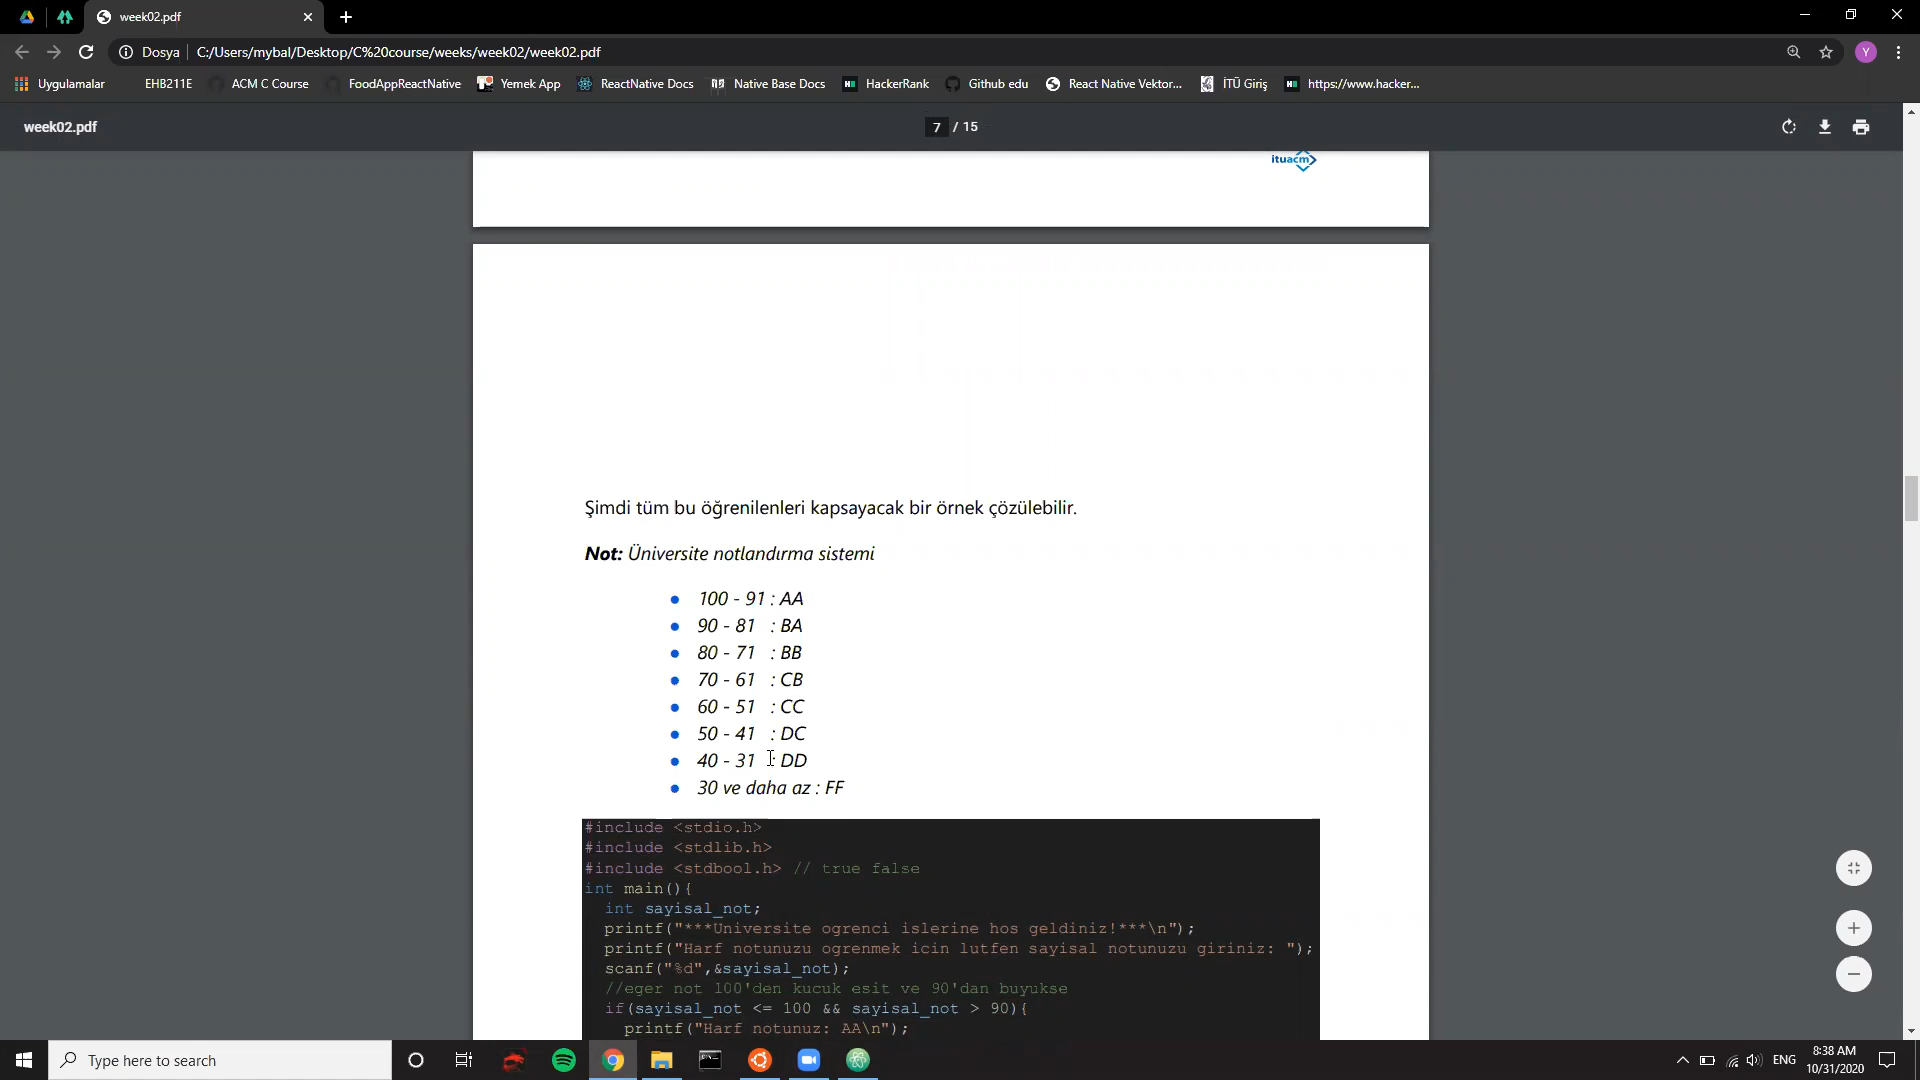 week02.pdf
Dosya
C:/Users/mybal/Desktop/C%20course/weeks/week02/week02.pdf
Y
Uygulamalar
EHB211E
ACM C Course
FoodAppReactNative
Yemek App
ReactNative Docs
Native Base Docs
HackerRank
Github edu
React Native Vektor...
İTÜ Giriş
https://www.hacker...
week02.pdf
7 / 15
ituacm
Şimdi tüm bu öğrenilenleri kapsayacak bir örnek çözülebilir.
Not: Üniversite notlandırma sistemi
100 - 91 : AA
90 - 81 : BA
80 - 71 : BB
70 - 61 : CB
60 - 51 : CC
50 - 41 : DC
40 - 31 : DD
30 ve daha az : FF
#include <stdio.h>
#include <stdlib.h>
#include <stdbool.h> // true false
int main(){
int sayisal_not;
printf("***Universite ogrenci islerine hos geldiniz!***\n");
printf("Harf notunuzu ogrenmek icin lutfen sayisal notunuzu giriniz: ");
scanf("%d",&sayisal_not);
//eger not 100'den kucuk esit ve 90'dan buyukse
if(sayisal_not <= 100 && sayisal_not > 90){
printf("Harf notunuz: AA\n");
Type here to search
ENG
8:38 AM
10/31/2020